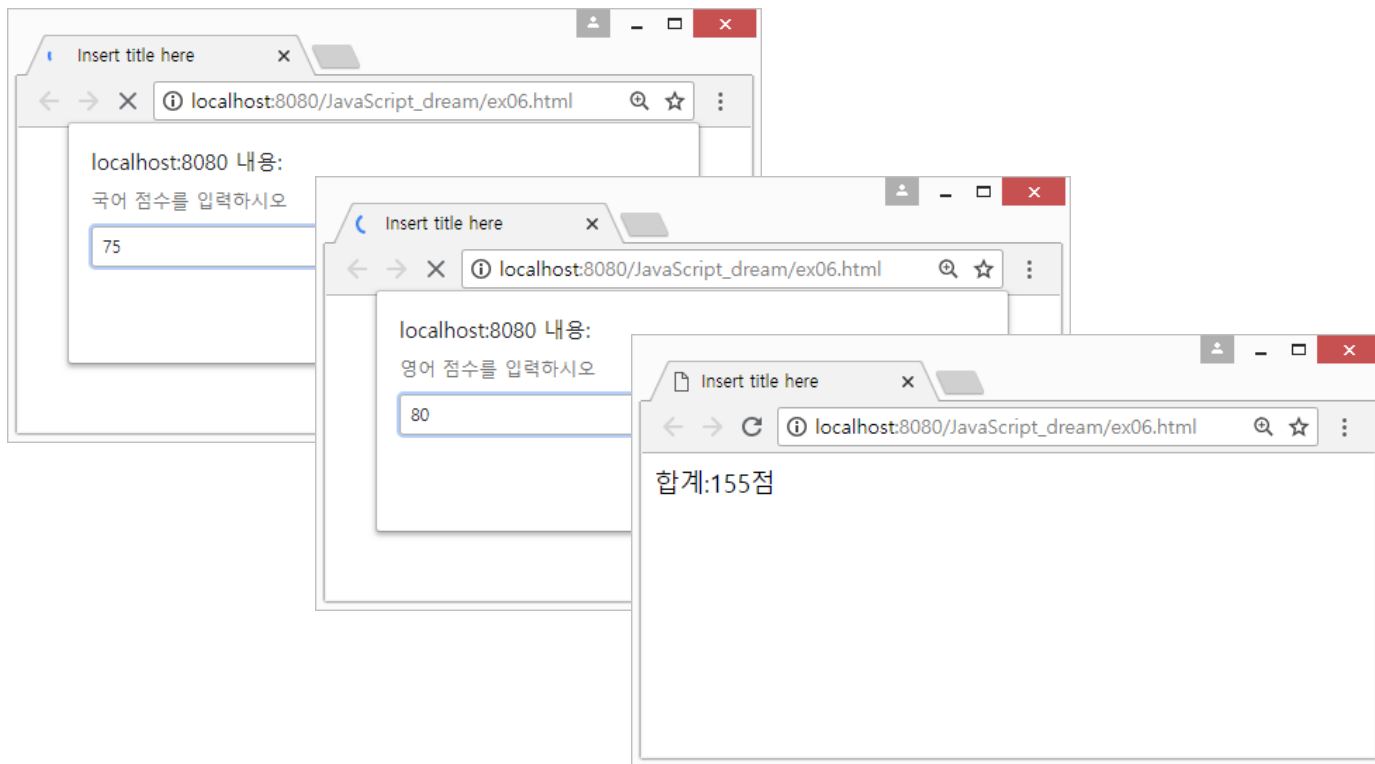 Insert title here
localhost:8080/JavaScript_dream/ex06.html
localhost:8080 내용:
국어 점수를 입력하시오
75
Insert title here
localhost:8080/JavaScript_dream/ex06.html
localhost:8080 내용:
영어 점수를 입력하시오
80
Insert title here
localhost:8080/JavaScript_dream/ex06.html
합계:155점